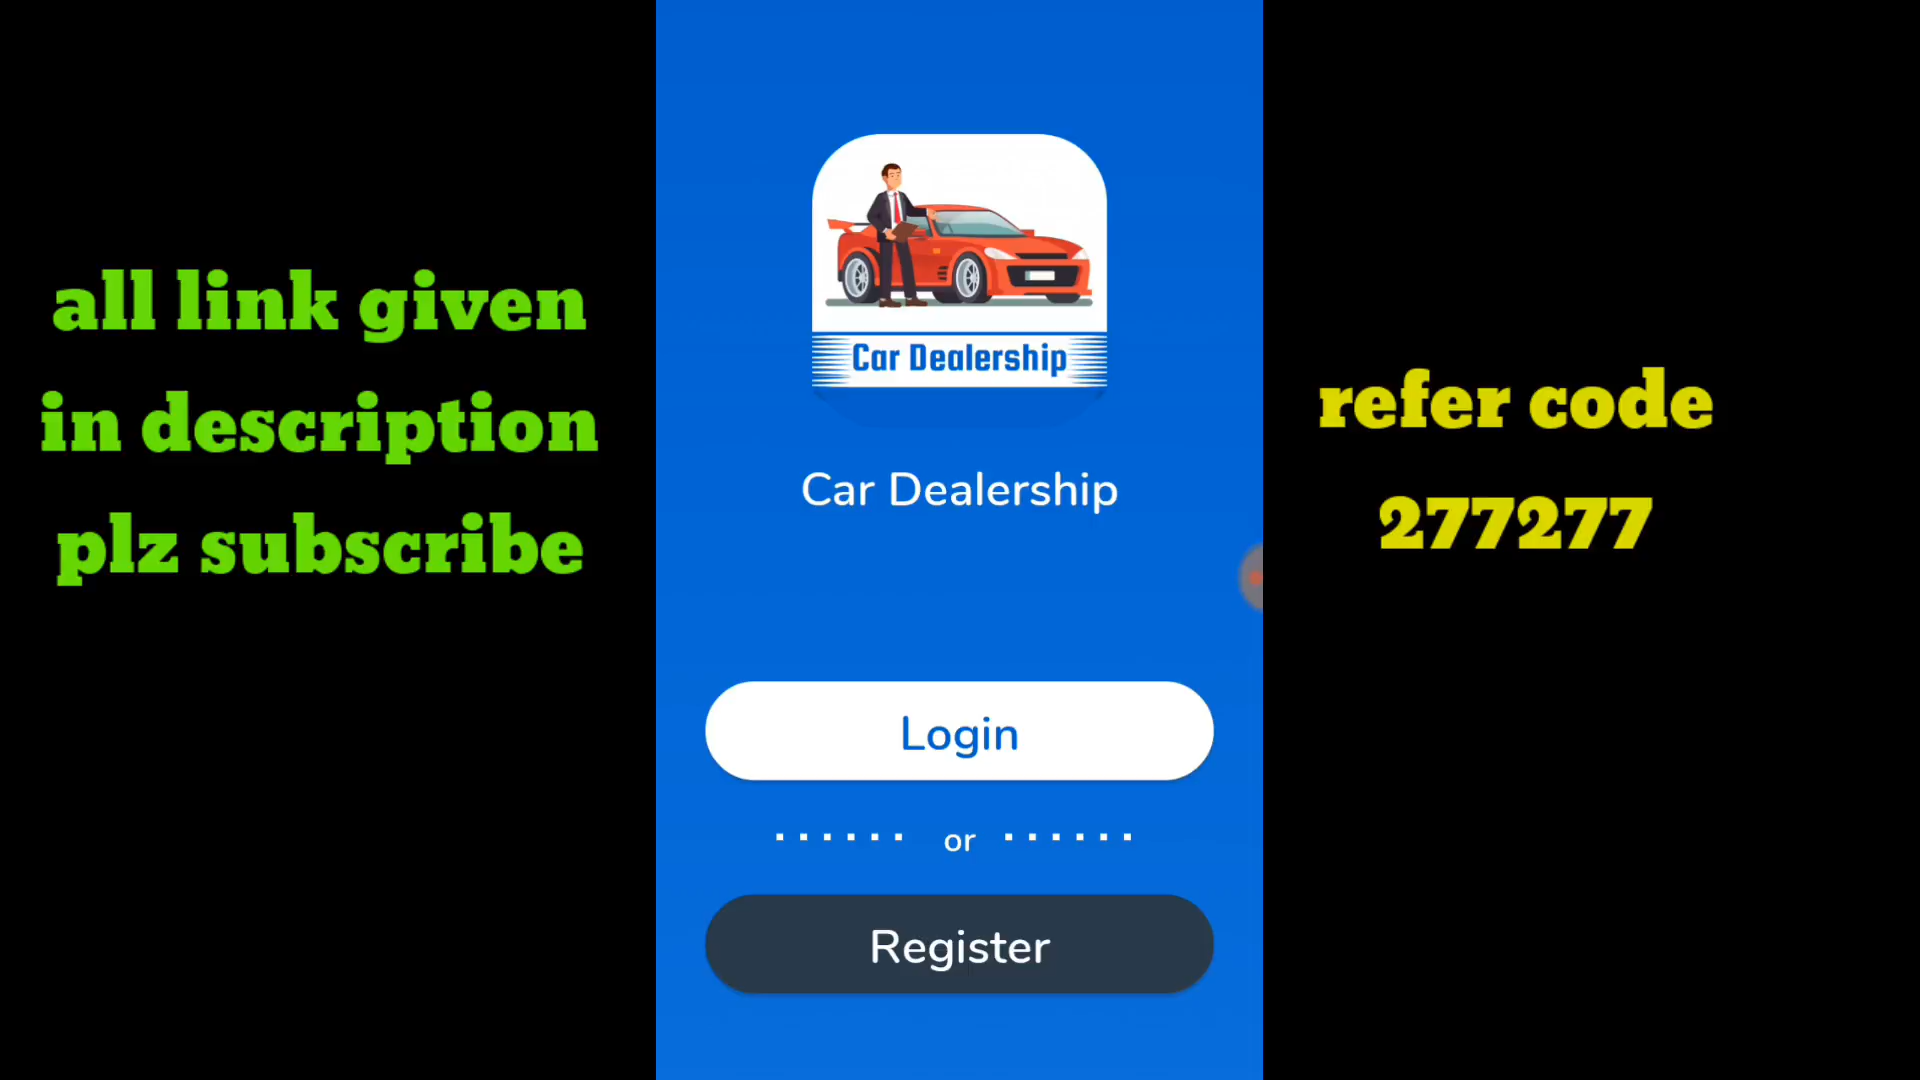 all link given
in description
plz subscribe
Car Dealership
Car Dealership
Login
or
Register
refer code
277277